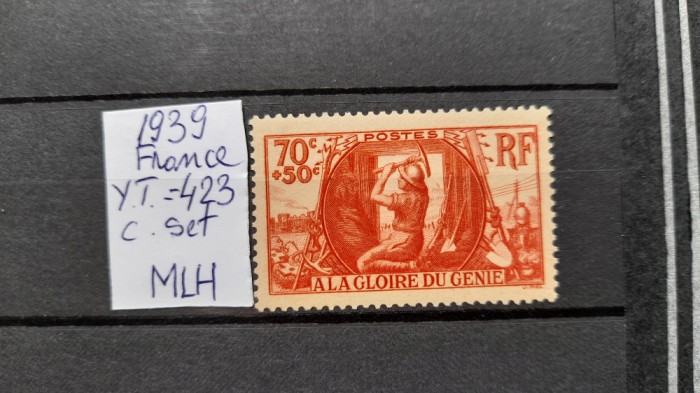 1939
France
Y.T.=423
c. set
MLH
POSTES
70c
+50c
RF
A LA GLOIRE DU GENIE